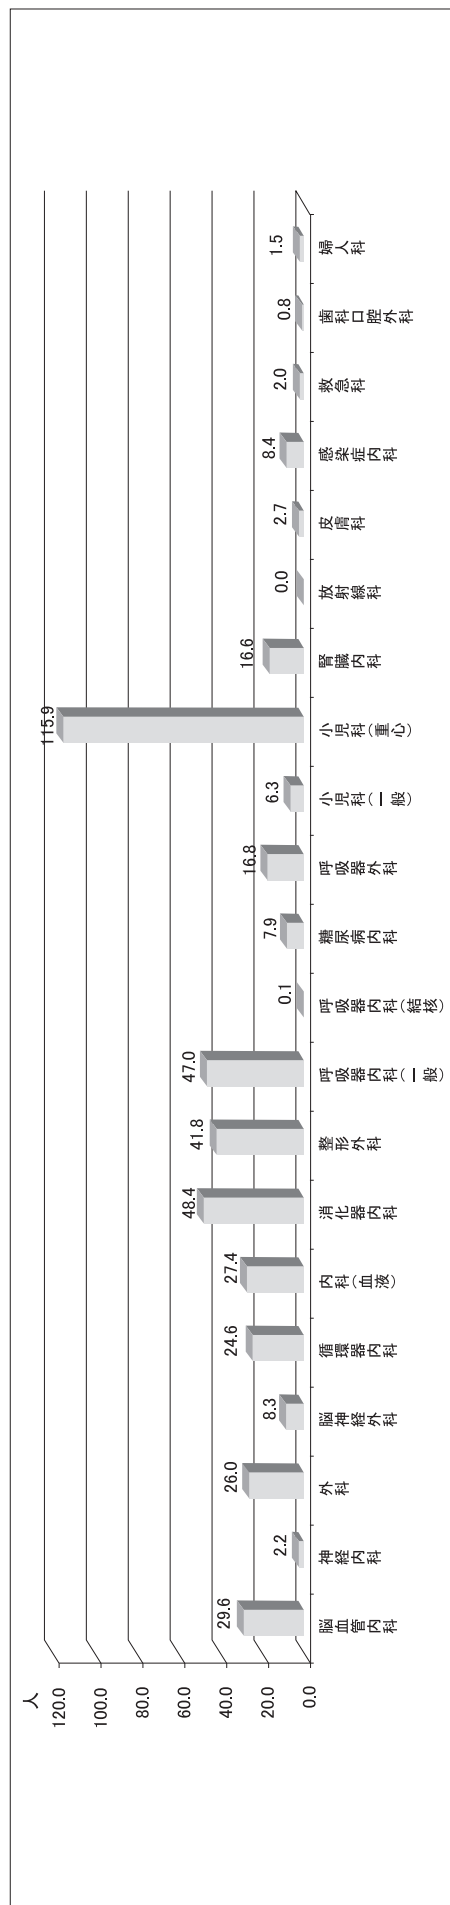 人
120.0
100.0
80.0
60.0
40.0
20.0
0.0
29.6
2.2
26.0
8.3
24.6
27.4
48.4
41.8
47.0
0.1
7.9
16.8
6.3
115.9
16.6
0.0
2.7
8.4
2.0
0.8
1.5
脳血管内科
神経内科
外科
脳神経外科
循環器内科
内科(血液)
消化器内科
整形外科
呼吸器内科(一般)
呼吸器内科(結核)
糖尿病内科
呼吸器外科
小児科(一般)
小児科(重心)
腎臓内科
放射線科
皮膚科
感染症内科
救急科
歯科口腔外科
婦人科